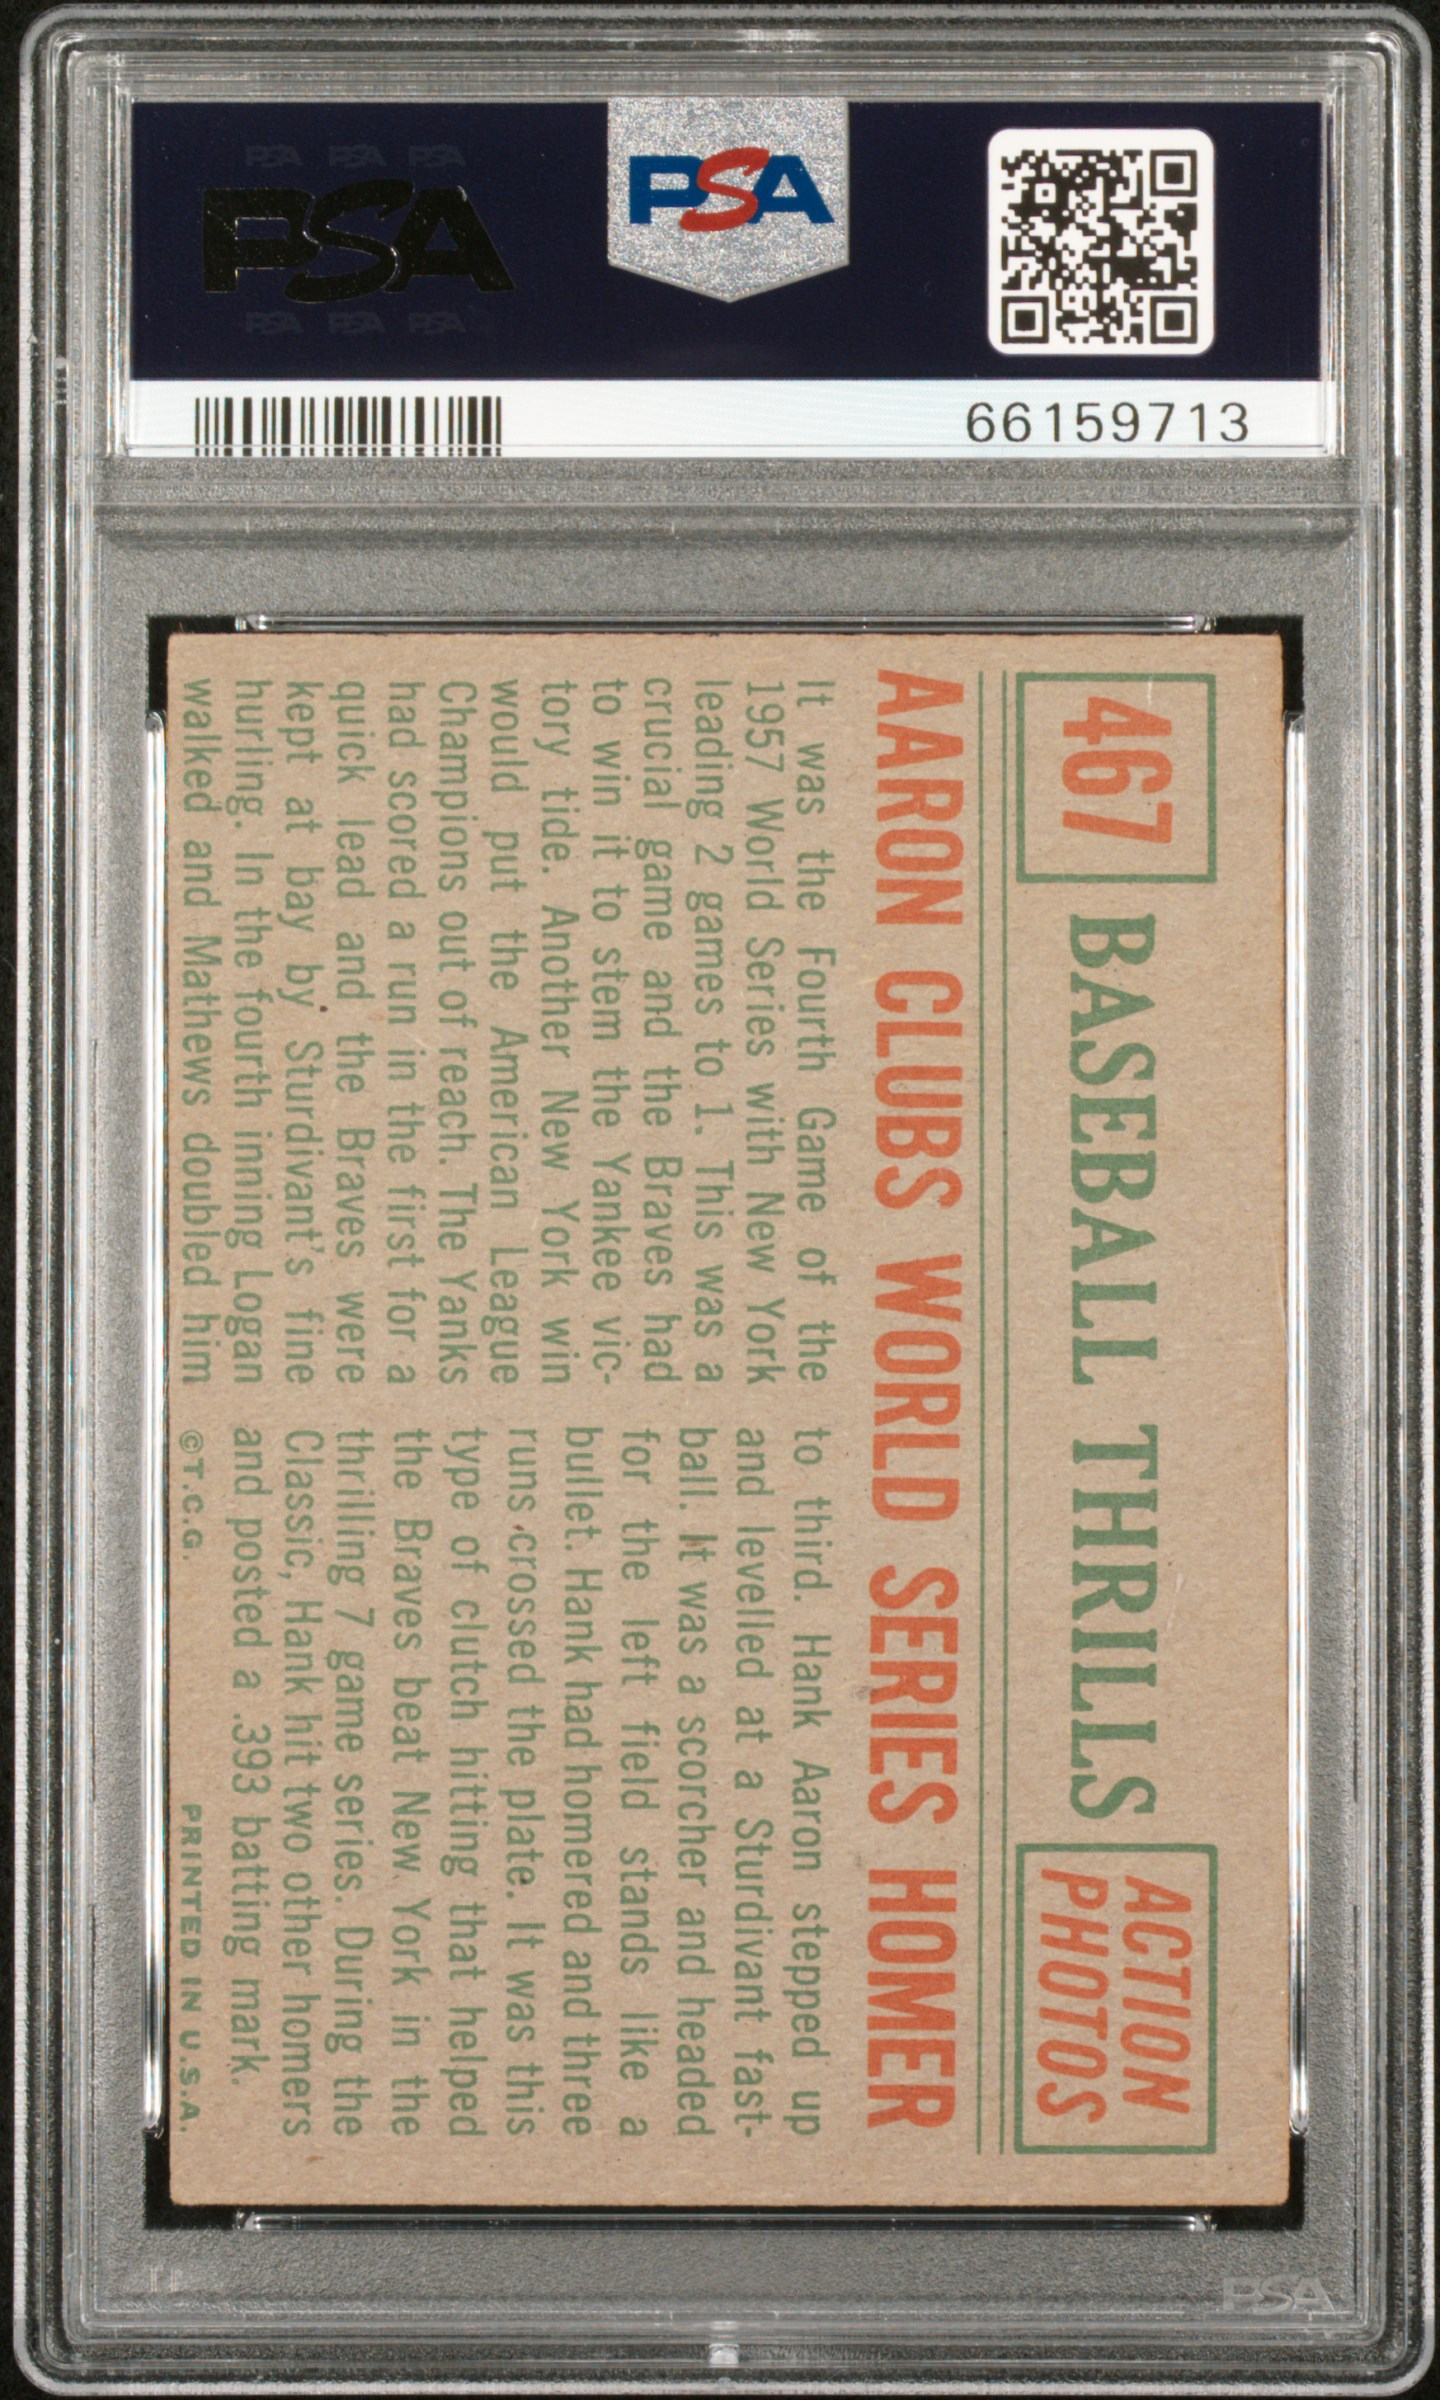 PSA PSA PSA
PSA
PSA PSA PSA
PSA
66159713
467
BASEBALL THRILLS
ACTION
PHOTOS
AARON CLUBS WORLD SERIES HOMER
It was the Fourth Game of the
1957 World Series with New York
leading 2 games to 1. This was a
crucial game and the Braves had
to win it to stem the Yankee vic-
tory tide. Another New York win
would put the American League
Champions out of reach. The Yanks
had scored a run in the first for a
quick lead and the Braves were
kept at bay by Sturdivant's fine
hurling. In the fourth inning Logan
walked and Mathews doubled him
to third. Hank Aaron stepped up
and levelled at a Sturdivant fast-
ball. It was a scorcher and headed
for the left field stands like a
bullet. Hank had homered and three
runs crossed the plate. It was this
type of clutch hitting that helped
the Braves beat New York in the
thrilling 7 game series. During the
Classic, Hank hit two other homers
and posted a .393 batting mark.
©T.C.G.
PRINTED IN U.S.A.
PSA